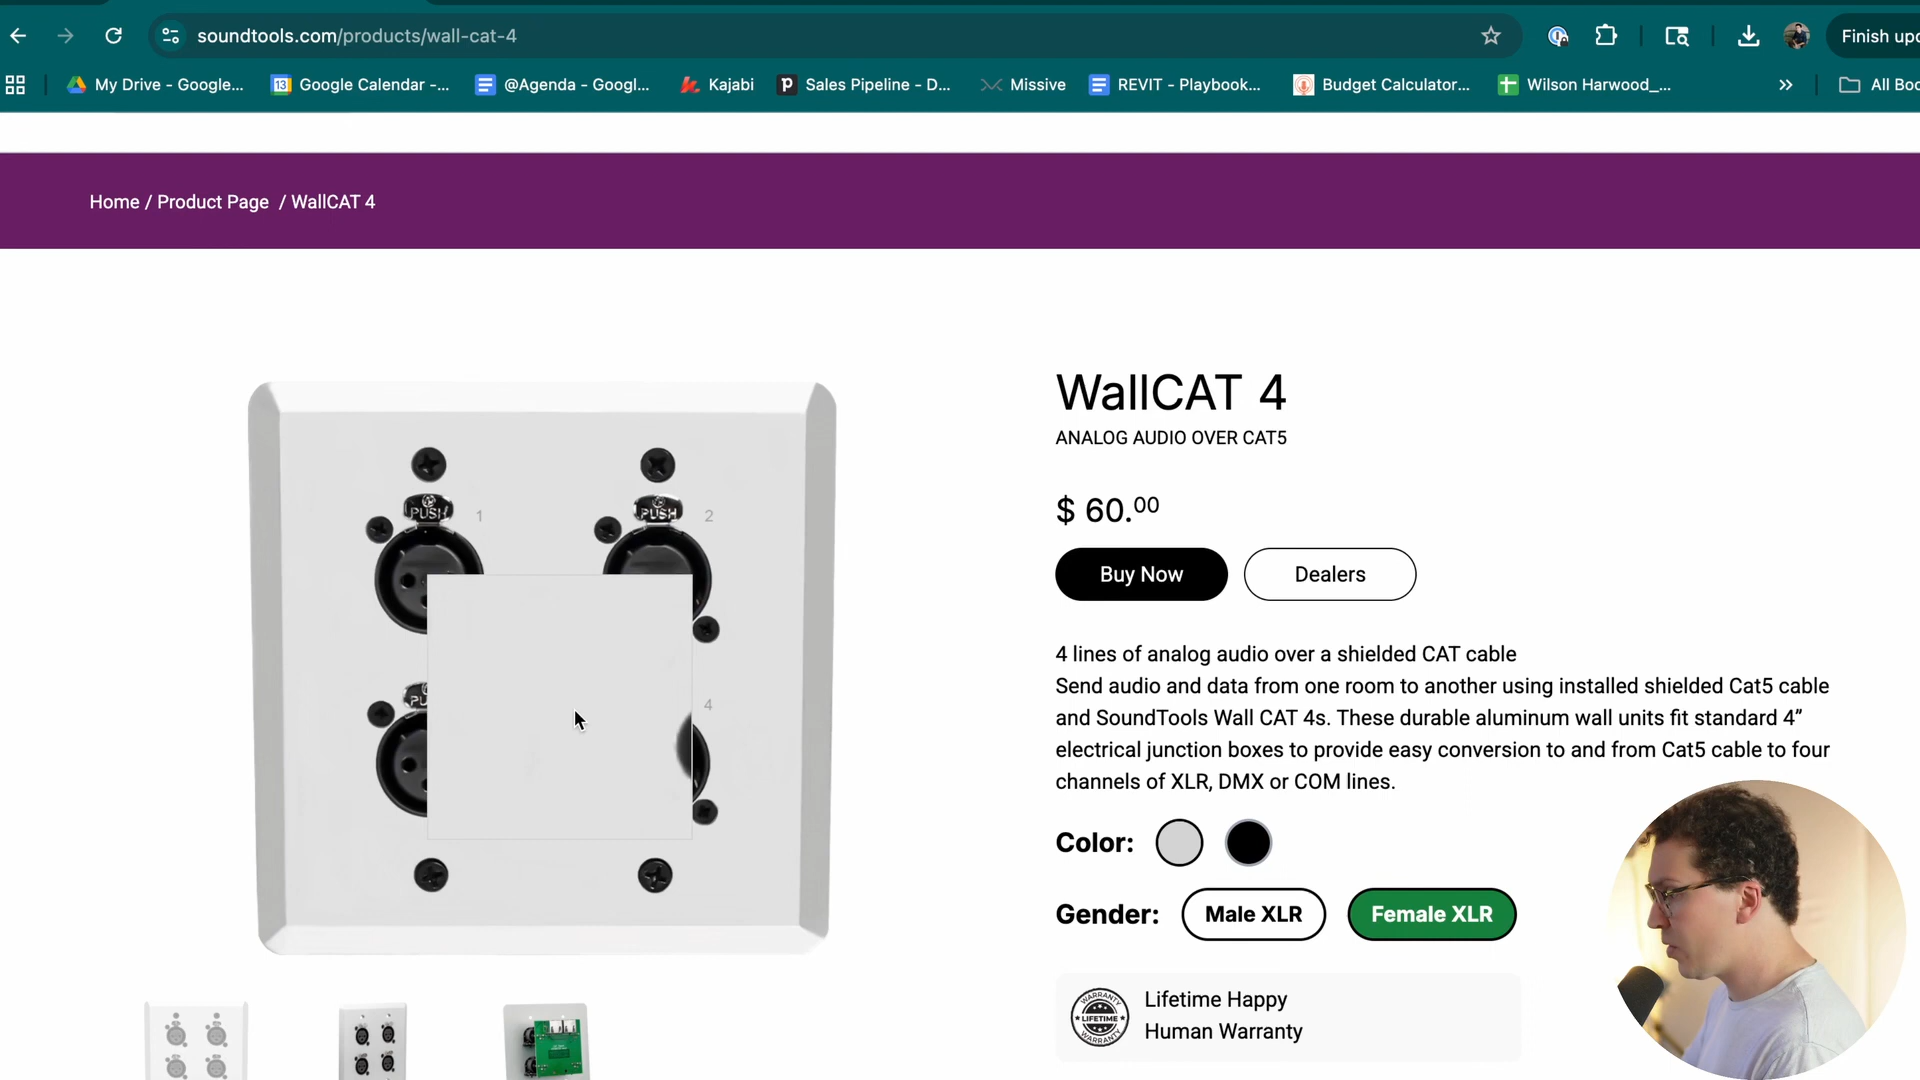 soundtools.com/products/wall-cat-4
Finish upd
My Drive - Google...
13
Google Calendar -...
@Agenda - Googl...
Kajabi
Sales Pipeline - D...
Missive
REVIT - Playbook...
Budget Calculator...
Wilson Harwood_...
All Boo
Home / Product Page / WallCAT 4
WallCAT 4
ANALOG AUDIO OVER CAT5
$ 60.00
Buy Now
Dealers
PUSH
1
PUSH
2
4
4 lines of analog audio over a shielded CAT cable
Send audio and data from one room to another using installed shielded Cat5 cable
and SoundTools Wall CAT 4s. These durable aluminum wall units fit standard 4”
electrical junction boxes to provide easy conversion to and from Cat5 cable to four
channels of XLR, DMX or COM lines.
Color:
Gender:
Male XLR
Female XLR
WARRANTY
LIFETIME
WARRANTY
Lifetime Happy
Human Warranty